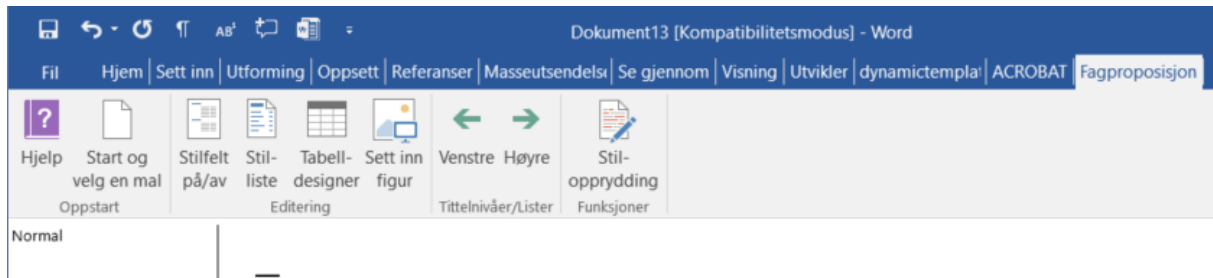 ¶ AB¹ Dokument13 [Kompatibilitetsmodus] - Word
Fil Hjem Sett inn Utforming Oppsett Referanser Masseutsendelse Se gjennom Visning Utvikler dynamictemplat ACROBAT Fagproposisjon
Hjelp Start og velg en mal Stilfelt på/av Stil-liste Tabell-designer Sett inn figur Venstre Høyre Stil-opprydding
Oppstart Editering Tittelnivåer/Lister Funksjoner
Normal